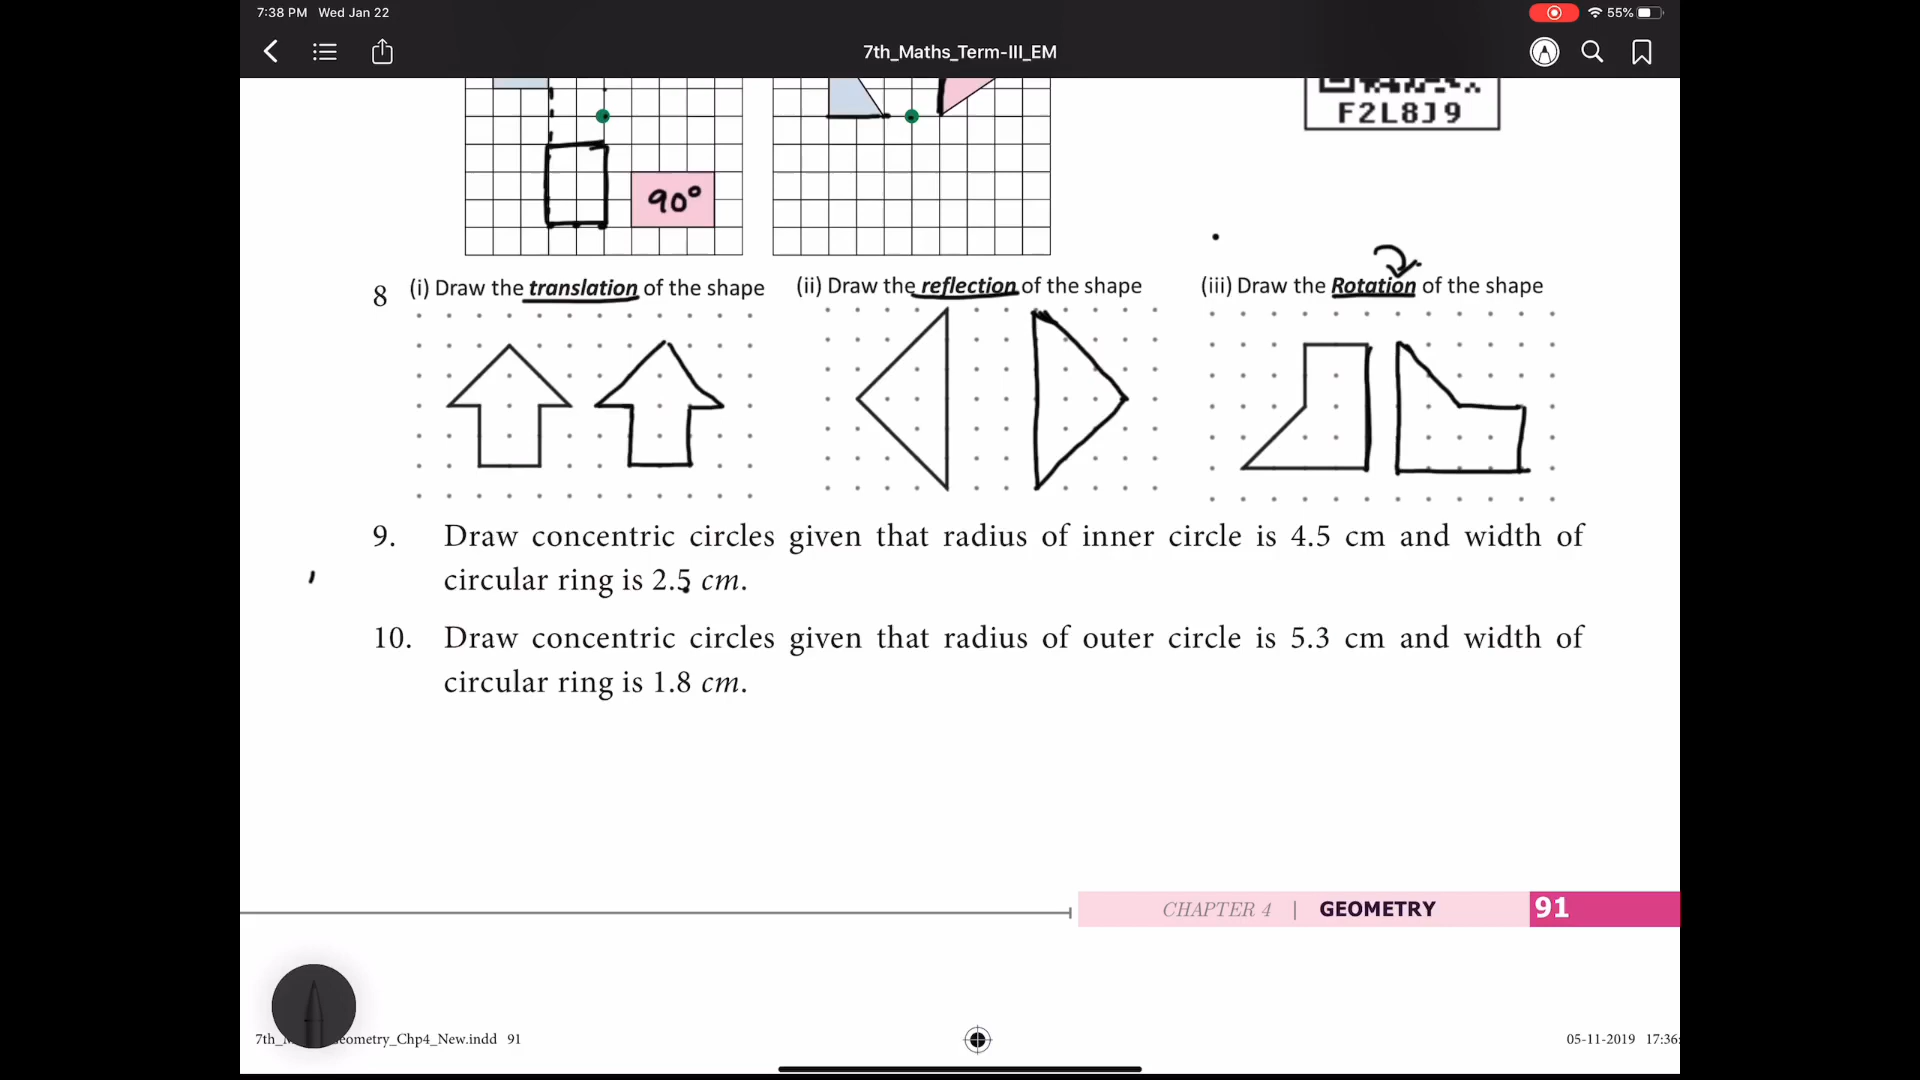 7:38 PM Wed Jan 22
55%
7th_Maths_Term-III_EM
F2L8J9
90°
8 (i) Draw the translation of the shape
(ii) Draw the reflection of the shape
(iii) Draw the Rotation of the shape
9. Draw concentric circles given that radius of inner circle is 4.5 cm and width of
circular ring is 2.5 cm.
10. Draw concentric circles given that radius of outer circle is 5.3 cm and width of
circular ring is 1.8 cm.
CHAPTER 4 | GEOMETRY 91
7th_ eometry_Chp4_New.indd 91
05-11-2019 17:36: